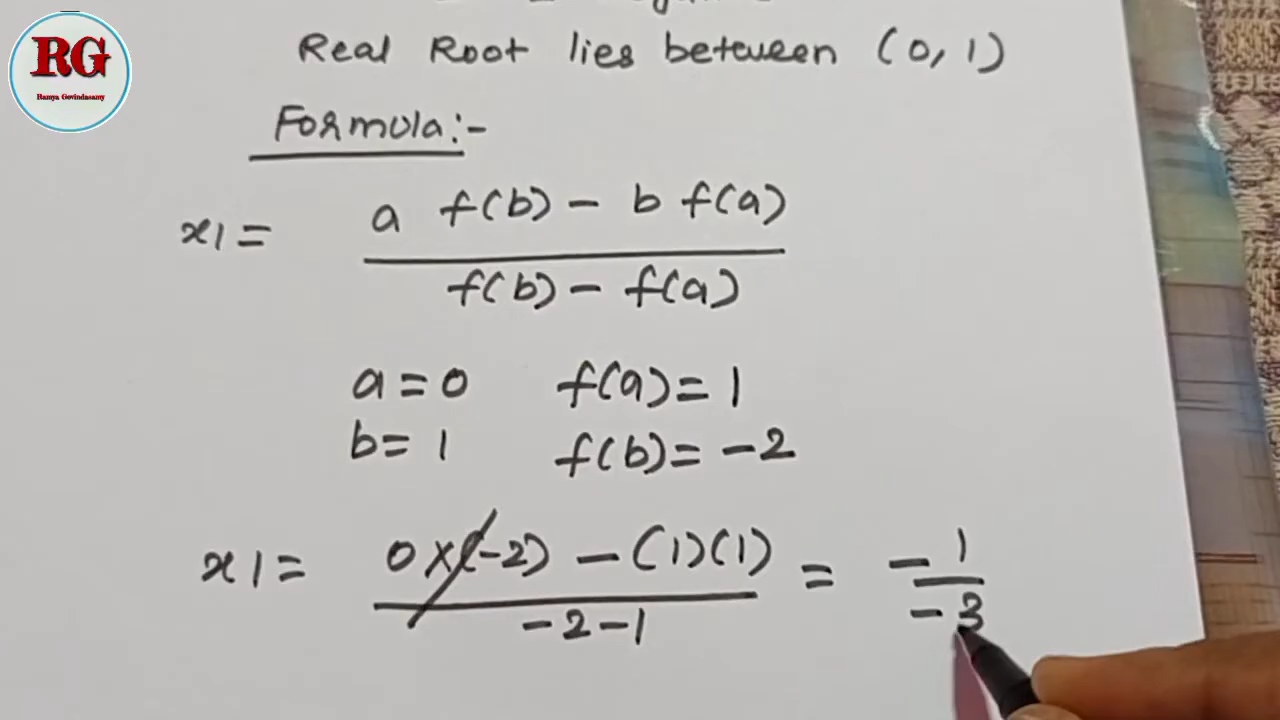 RG
Ramya Govindasamy
Real Root lies between (0, 1)
Formula:-
x1 = a f(b) - b f(a) / f(b) - f(a)
a = 0 f(a) = 1
b = 1 f(b) = -2
x1 = 0 x (-2) - (1)(1) / -2 - 1 = -1 / -3